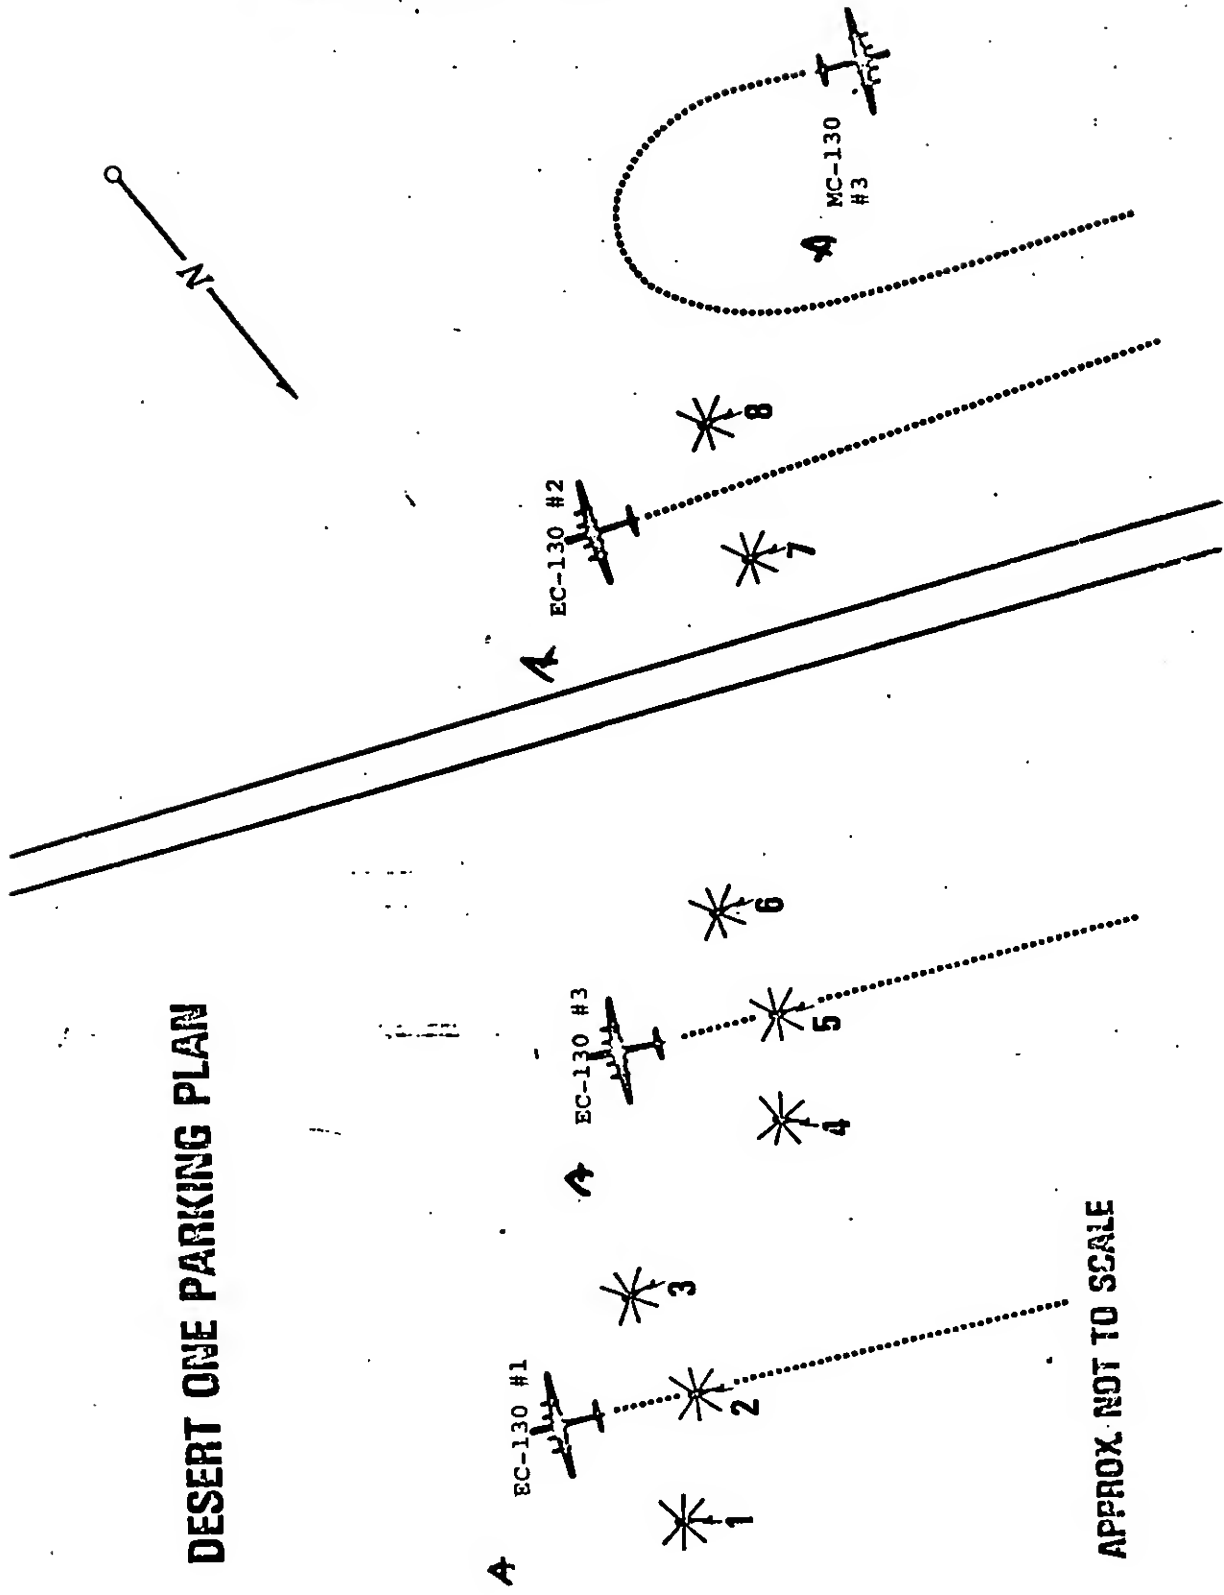 DESERT ONE PARKING PLAN
N
EC-130 #1
1
2
3
EC-130 #3
4
5
6
EC-130 #2
7
8
MC-130
#3
APPROX. NOT TO SCALE